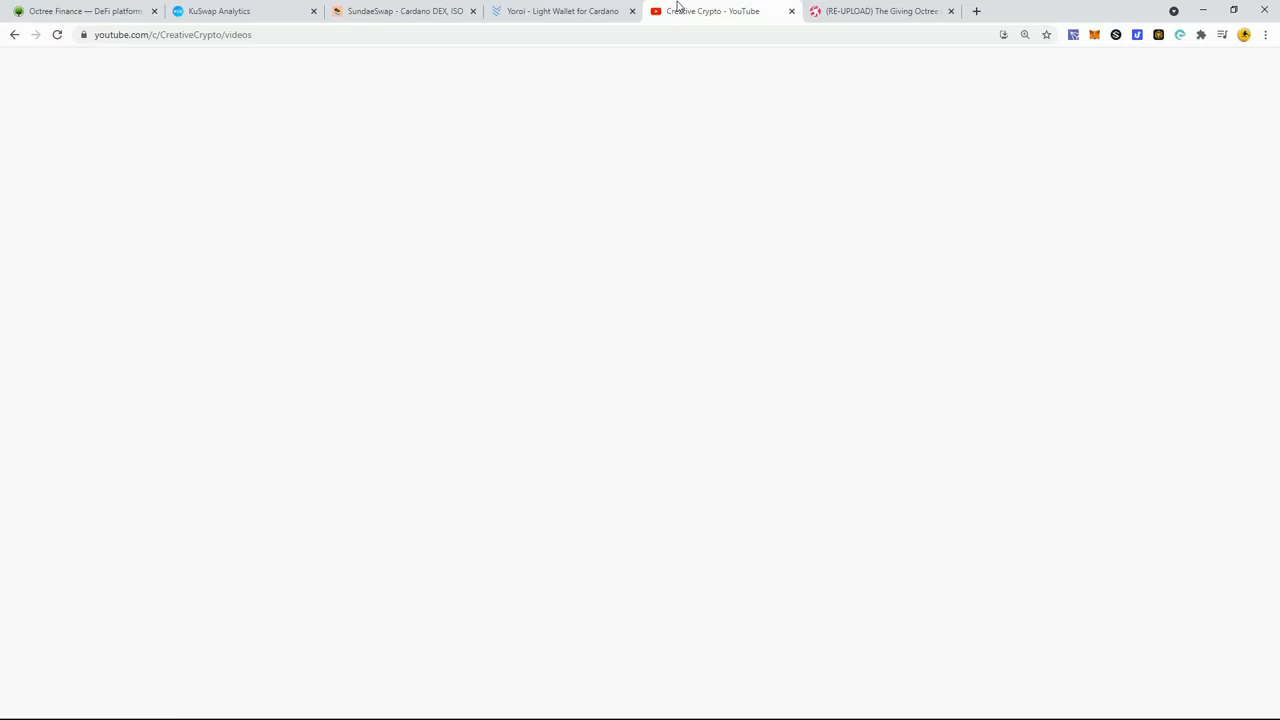 Octree Finance — DeFi platform
KuSwap Analytics
SundaeSwap - Cardano DEX, ISO
Yoroi - Light Wallet for Cardano
Creative Crypto - YouTube
(RE-UPLOAD) The Giving Octree
youtube.com/c/CreativeCrypto/videos